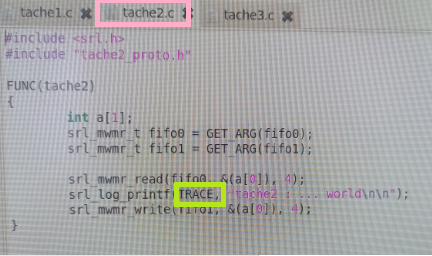 tache1.c ✖ tache2.c ✖ tache3.c ✖
#include <srl.h>
#include "tache2_proto.h"
FUNC(tache2)
{
int a[1];
srl_mwmr_t fifo0 = GET_ARG(fifo0);
srl_mwmr_t fifo1 = GET_ARG(fifo1);
srl_mwmr_read(fifo0, &(a[0]), 4);
srl_log_printf(TRACE, "tache2 : ... world\n\n");
srl_mwmr_write(fifo1, &(a[0]), 4);
}